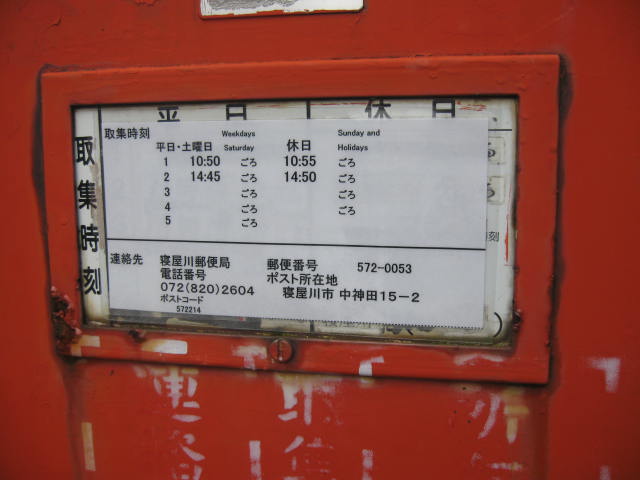 平 日 休 日
取集時刻
取集時刻 Weekdays Sunday and
平日・土曜日 Saturday 休日 Holidays
1 10:50 ごろ 10:55 ごろ
2 14:45 ごろ 14:50 ごろ
3 ごろ ごろ
4 ごろ ごろ
5 ごろ
連絡先 寝屋川郵便局 郵便番号 572-0053
電話番号 ポスト所在地
072(820)2604 寝屋川市 中神田15－2
ポストコード
572214
取集